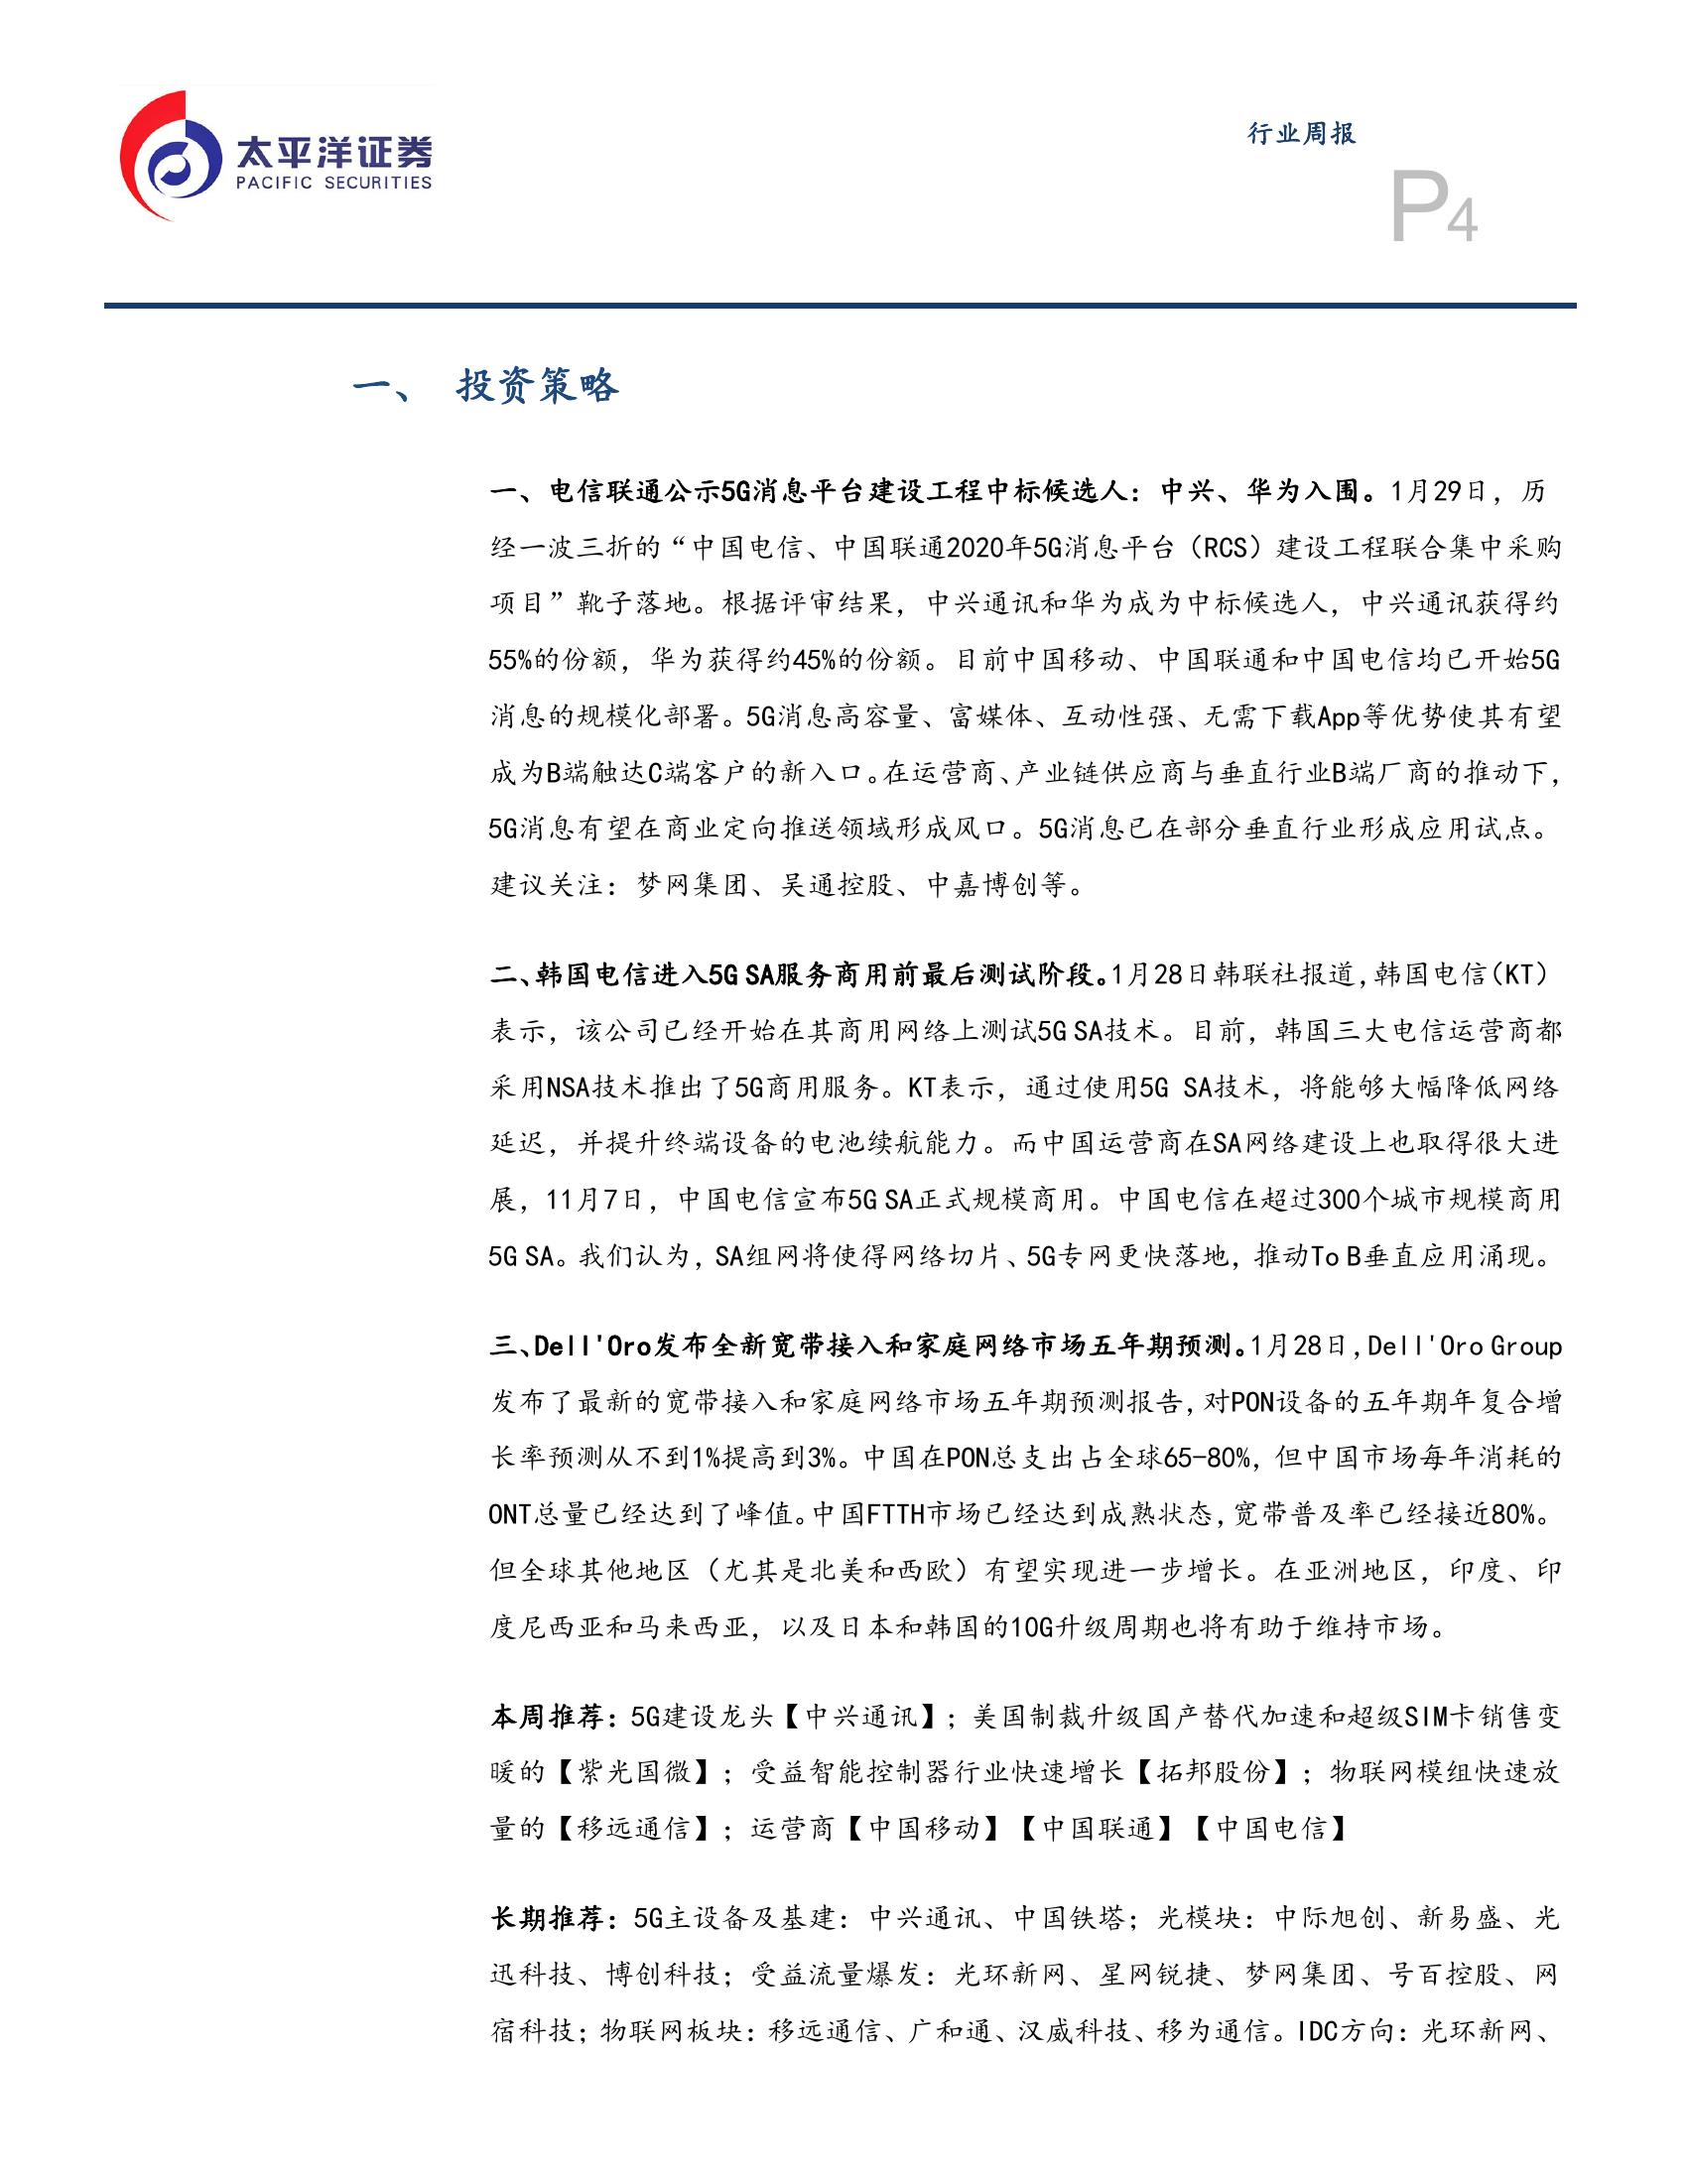 太平洋证券
PACIFIC SECURITIES
行业周报
P4
一、 投资策略
一、电信联通公示5G消息平台建设工程中标候选人：中兴、华为入围。1月29日，历
经一波三折的“中国电信、中国联通2020年5G消息平台（RCS）建设工程联合集中采购
项目”靴子落地。根据评审结果，中兴通讯和华为成为中标候选人，中兴通讯获得约
55%的份额，华为获得约45%的份额。目前中国移动、中国联通和中国电信均已开始5G
消息的规模化部署。5G消息高容量、富媒体、互动性强、无需下载App等优势使其有望
成为B端触达C端客户的新入口。在运营商、产业链供应商与垂直行业B端厂商的推动下，
5G消息有望在商业定向推送领域形成风口。5G消息已在部分垂直行业形成应用试点。
建议关注：梦网集团、吴通控股、中嘉博创等。
二、韩国电信进入5G SA服务商用前最后测试阶段。1月28日韩联社报道，韩国电信（KT）
表示，该公司已经开始在其商用网络上测试5G SA技术。目前，韩国三大电信运营商都
采用NSA技术推出了5G商用服务。KT表示，通过使用5G SA技术，将能够大幅降低网络
延迟，并提升终端设备的电池续航能力。而中国运营商在SA网络建设上也取得很大进
展，11月7日，中国电信宣布5G SA正式规模商用。中国电信在超过300个城市规模商用
5G SA。我们认为，SA组网将使得网络切片、5G专网更快落地，推动To B垂直应用涌现。
三、Dell'Oro发布全新宽带接入和家庭网络市场五年期预测。1月28日，Dell'Oro Group
发布了最新的宽带接入和家庭网络市场五年期预测报告，对PON设备的五年期年复合增
长率预测从不到1%提高到3%。中国在PON总支出占全球65-80%，但中国市场每年消耗的
ONT总量已经达到了峰值。中国FTTH市场已经达到成熟状态，宽带普及率已经接近80%。
但全球其他地区（尤其是北美和西欧）有望实现进一步增长。在亚洲地区，印度、印
度尼西亚和马来西亚，以及日本和韩国的10G升级周期也将有助于维持市场。
本周推荐：5G建设龙头【中兴通讯】；美国制裁升级国产替代加速和超级SIM卡销售变
暖的【紫光国微】；受益智能控制器行业快速增长【拓邦股份】；物联网模组快速放
量的【移远通信】；运营商【中国移动】【中国联通】【中国电信】
长期推荐：5G主设备及基建：中兴通讯、中国铁塔；光模块：中际旭创、新易盛、光
迅科技、博创科技；受益流量爆发：光环新网、星网锐捷、梦网集团、号百控股、网
宿科技；物联网板块：移远通信、广和通、汉威科技、移为通信。IDC方向：光环新网、